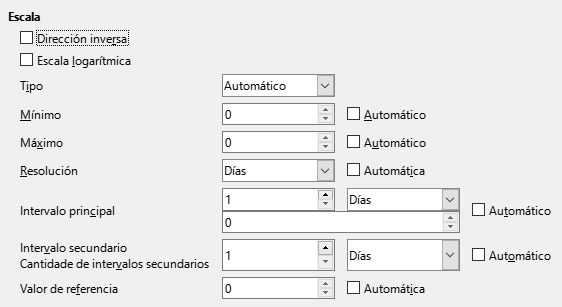 Escala
Dirección inversa
Escala logarítmica
Tipo Automático
Mínimo 0 Automático
Máximo 0 Automático
Resolución Días Automática
1 Días
Intervalo principal Automático
0
Intervalo secundario
1 Días Automático
Cantidade de intervalos secundarios
Valor de referencia 0 Automática